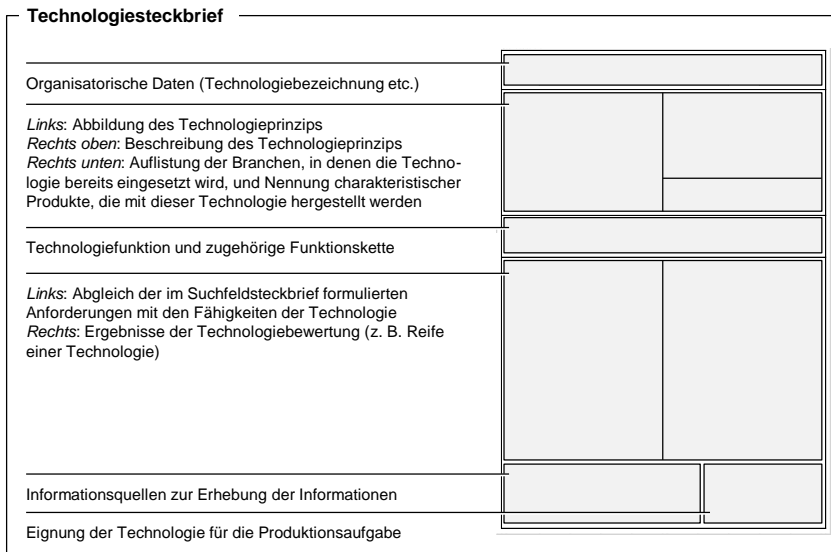 Technologiesteckbrief
Organisatorische Daten (Technologiebezeichnung etc.)
Links: Abbildung des Technologieprinzips
Rechts oben: Beschreibung des Technologieprinzips
Rechts unten: Auflistung der Branchen, in denen die Techno-
logie bereits eingesetzt wird, und Nennung charakteristischer
Produkte, die mit dieser Technologie hergestellt werden
Technologiefunktion und zugehörige Funktionskette
Links: Abgleich der im Suchfeldsteckbrief formulierten
Anforderungen mit den Fähigkeiten der Technologie
Rechts: Ergebnisse der Technologiebewertung (z. B. Reife
einer Technologie)
Informationsquellen zur Erhebung der Informationen
Eignung der Technologie für die Produktionsaufgabe